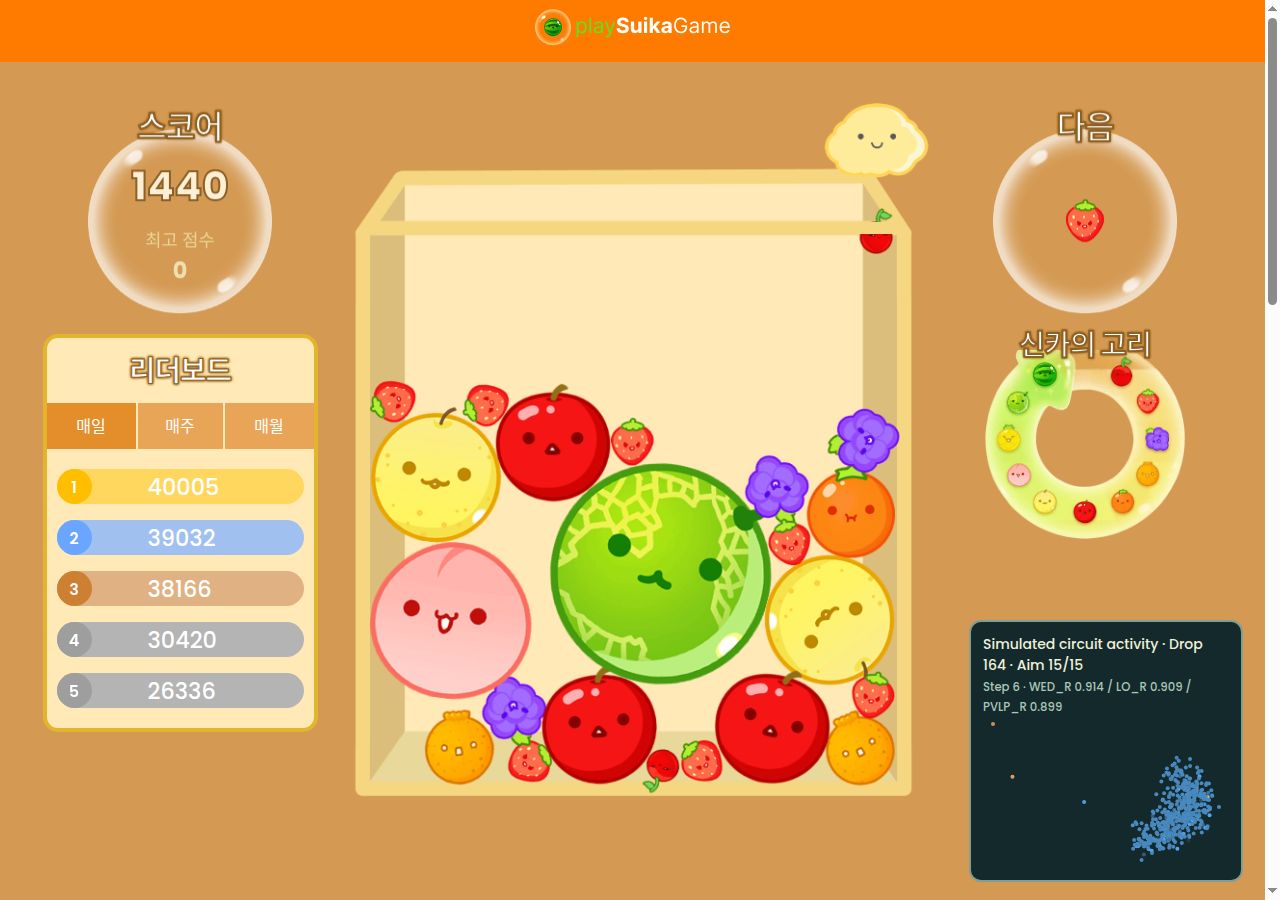 playSuikaGame
스코어
1440
최고 점수
0
리더보드
매일 매주 매월
1 40005
2 39032
3 38166
4 30420
5 26336
다음
신카의 고리
Simulated circuit activity · Drop
164 · Aim 15/15
Step 6 · WED_R 0.914 / LO_R 0.909 /
PVLP_R 0.899